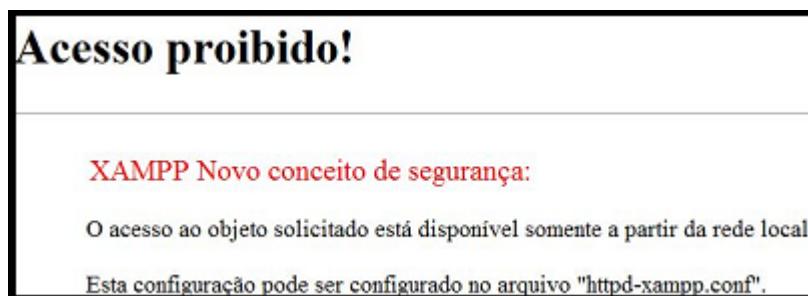 Acesso proibido!
XAMPP Novo conceito de segurança:
O acesso ao objeto solicitado está disponível somente a partir da rede local
Esta configuração pode ser configurado no arquivo "httpd-xampp.conf".